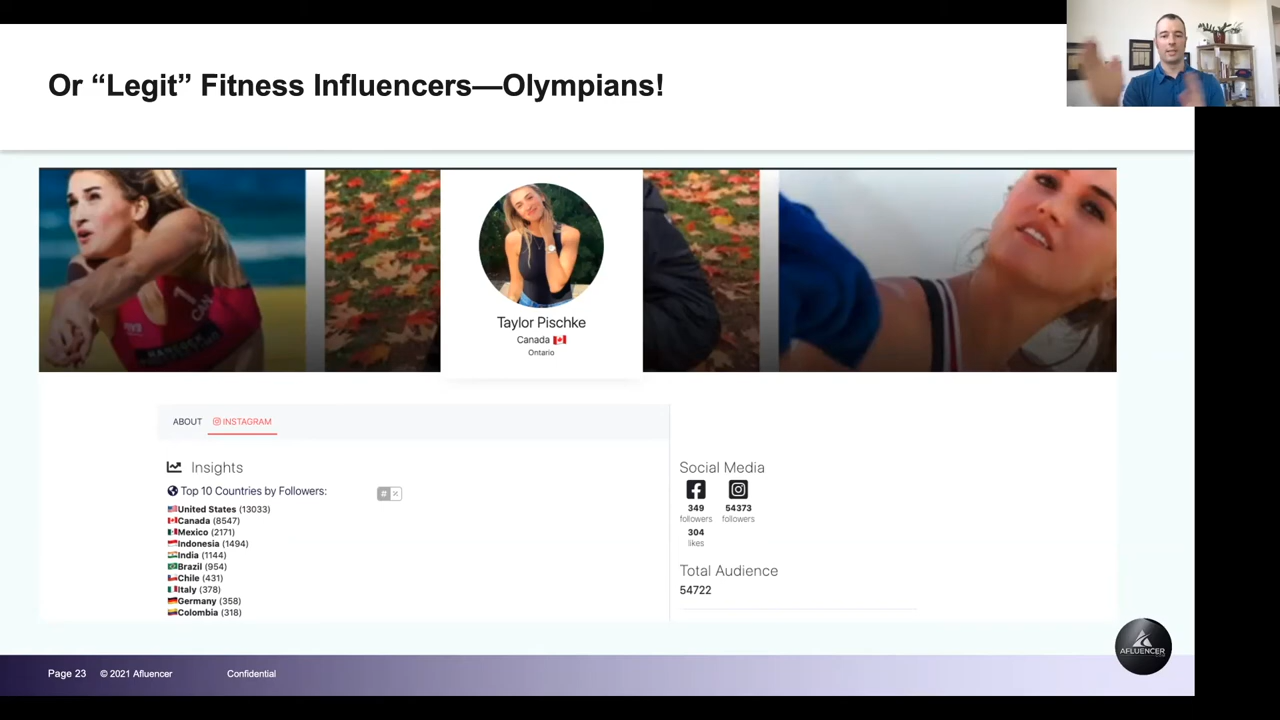 Or “Legit” Fitness Influencers—Olympians!
1
CAN
Taylor Pischke
Canada
Ontario
ABOUT
INSTAGRAM
Insights
Top 10 Countries by Followers:
#
United States (13033)
Canada (8547)
Mexico (2171)
Indonesia (1494)
India (1144)
Brazil (954)
Chile (431)
Italy (378)
Germany (358)
Colombia (318)
Social Media
349 54373
followers followers
304
likes
Total Audience
54722
AFLUENCER
Page 23 © 2021 Afluencer Confidential